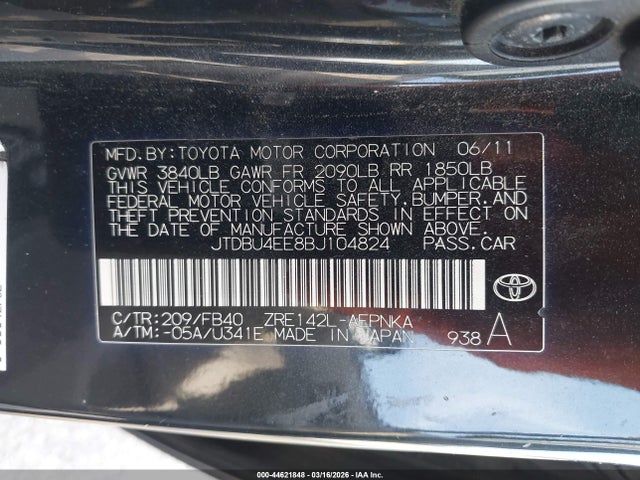 MFD.BY:TOYOTA MOTOR CORPORATION 06/11
GVWR 3840LB GAWR FR 2090LB RR 1850LB
THIS VEHICLE CONFORMS TO ALL APPLICABLE
FEDERAL MOTOR VEHICLE SAFETY,BUMPER,AND
THEFT PREVENTION STANDARDS IN EFFECT ON
THE DATE OF MANUFACTURE SHOWN ABOVE.
JTDBU4EE8BJ104824 PASS.CAR
C/TR:209/FB40 ZRE142L-AEPNKA
A/TM:-05A/U341E MADE IN JAPAN 938 A
000-44621848 | 03/16/2026 | IAA Corp.